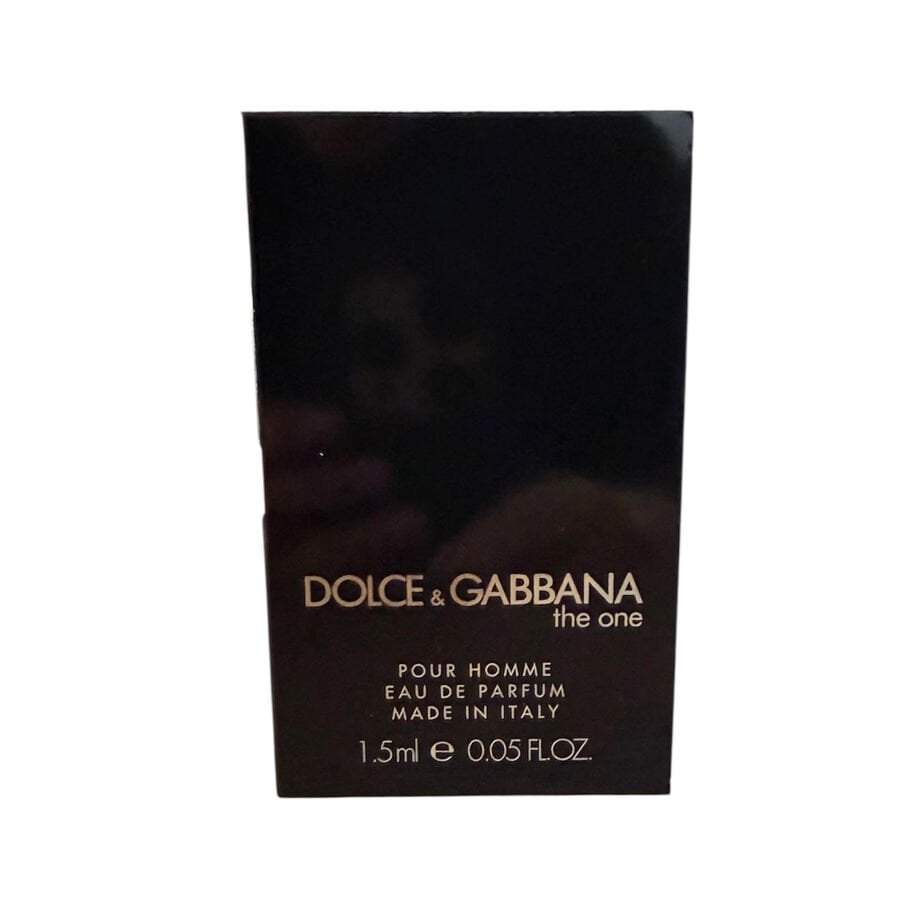 DOLCE & GABBANA
the one
POUR HOMME
EAU DE PARFUM
MADE IN ITALY
1.5ml ℮ 0.05 FL.OZ.